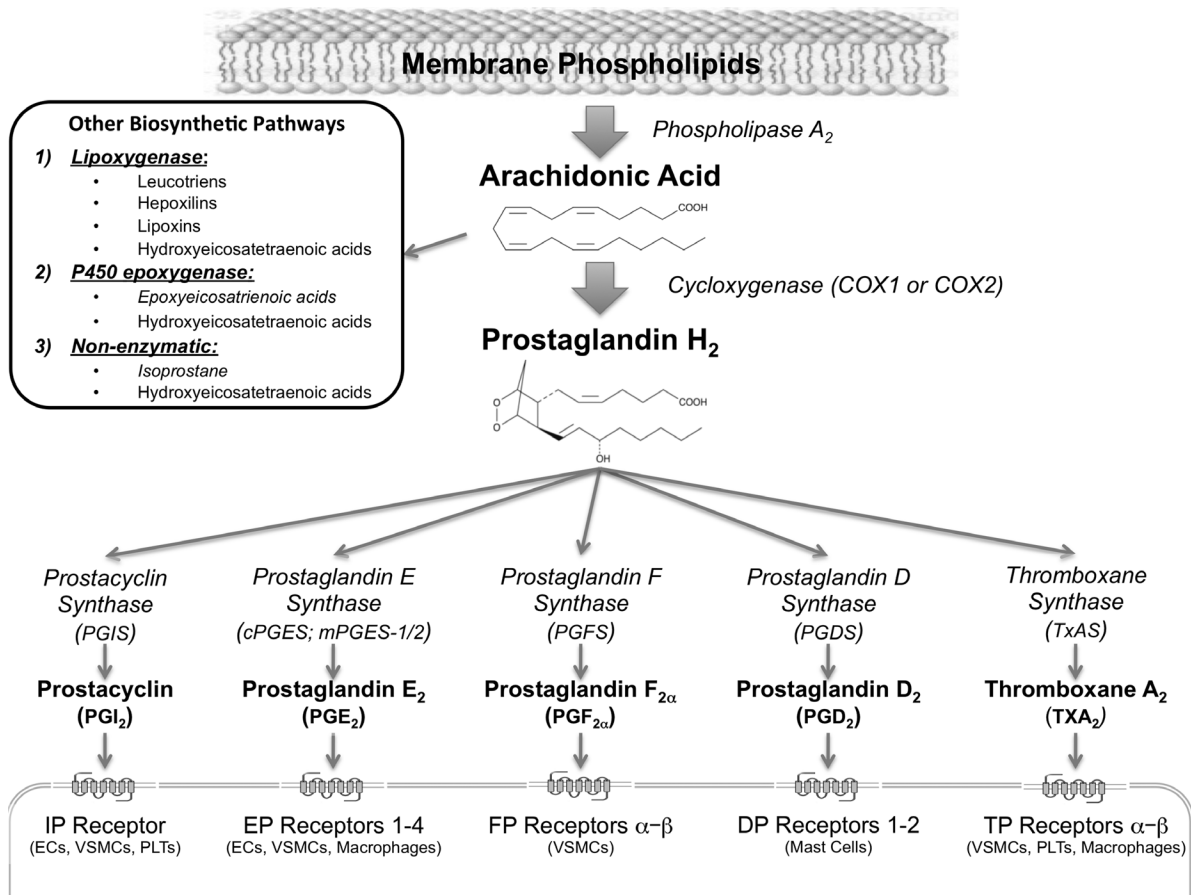 Membrane Phospholipids
Phospholipase A₂
Arachidonic Acid
COOH
Other Biosynthetic Pathways
1) Lipoxygenase:
• Leucotriens
• Hepoxilins
• Lipoxins
• Hydroxyeicosatetraenoic acids
2) P450 epoxygenase:
• Epoxyeicosatrienoic acids
• Hydroxyeicosatetraenoic acids
3) Non-enzymatic:
• Isoprostane
• Hydroxyeicosatetraenoic acids
Cycloxygenase (COX1 or COX2)
Prostaglandin H₂
COOH
O
O
OH
Prostacyclin
Synthase
(PGIS)
Prostacyclin
(PGI₂)
IP Receptor
(ECs, VSMCs, PLTs)
Prostaglandin E
Synthase
(cPGES; mPGES-1/2)
Prostaglandin E₂
(PGE₂)
EP Receptors 1-4
(ECs, VSMCs, Macrophages)
Prostaglandin F
Synthase
(PGFS)
Prostaglandin F₂α
(PGF₂α)
FP Receptors α−β
(VSMCs)
Prostaglandin D
Synthase
(PGDS)
Prostaglandin D₂
(PGD₂)
DP Receptors 1-2
(Mast Cells)
Thromboxane
Synthase
(TxAS)
Thromboxane A₂
(TXA₂)
TP Receptors α−β
(VSMCs, PLTs, Macrophages)